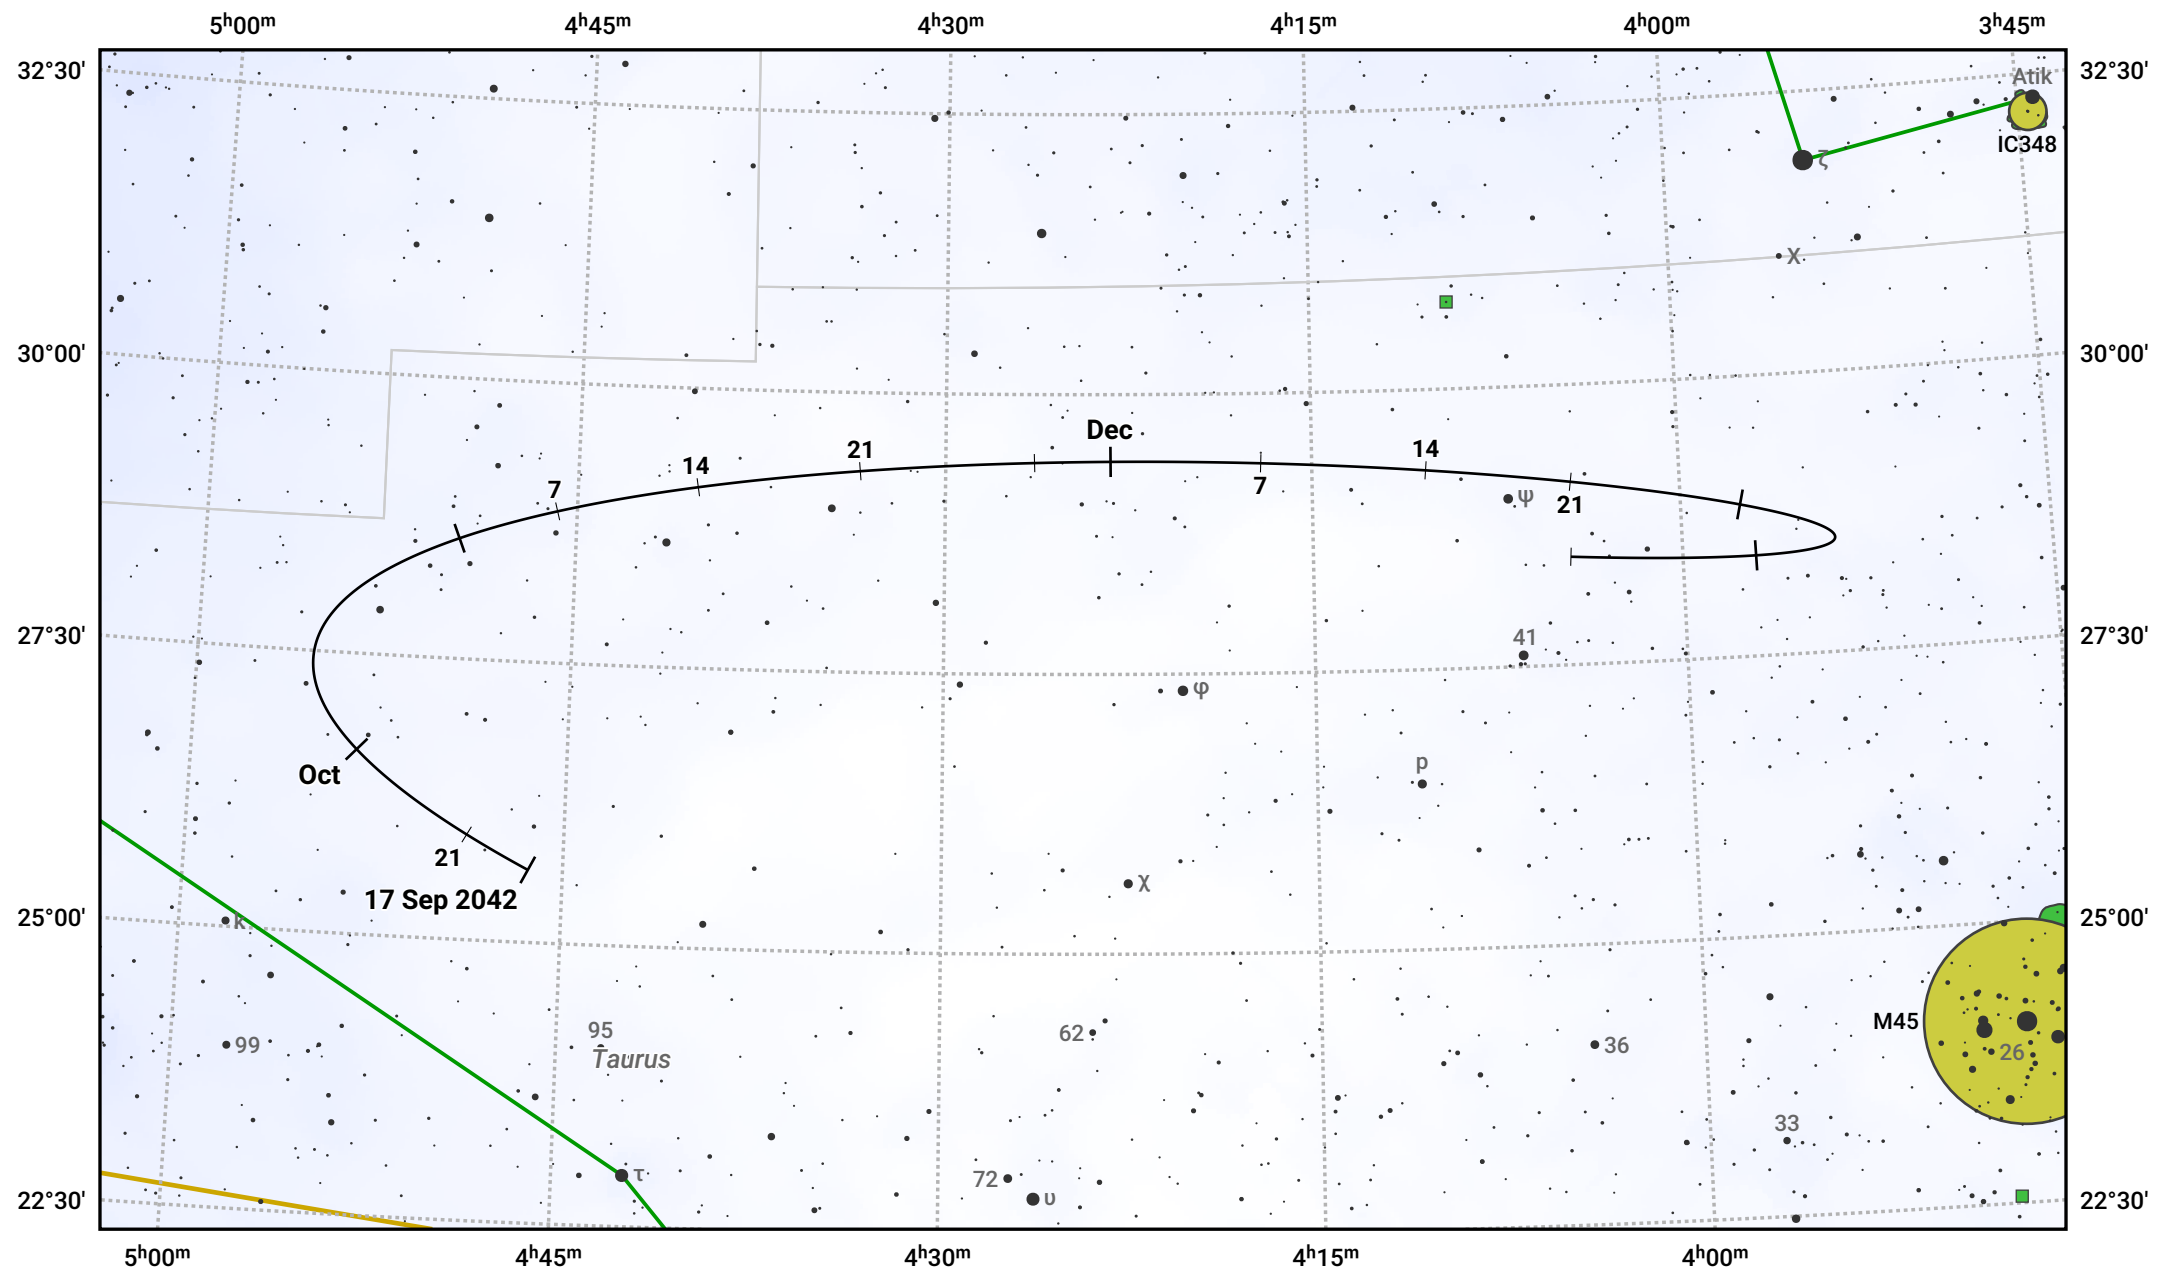 5ʰ00ᵐ 4ʰ45ᵐ 4ʰ30ᵐ 4ʰ15ᵐ 4ʰ00ᵐ 3ʰ45ᵐ
32°30' 32°30'
Atik
IC348
ζ
χ
30°00' 30°00'
Dec
21 14
14
7 7 21
ψ
27°30' 27°30'
41
φ
p
Oct
21
17 Sep 2042
χ
25°00' 25°00'
k
M45
26
99 95 62 36
Taurus
33
τ 72 υ
22°30' 22°30'
5ʰ00ᵐ 4ʰ45ᵐ 4ʰ30ᵐ 4ʰ15ᵐ 4ʰ00ᵐ